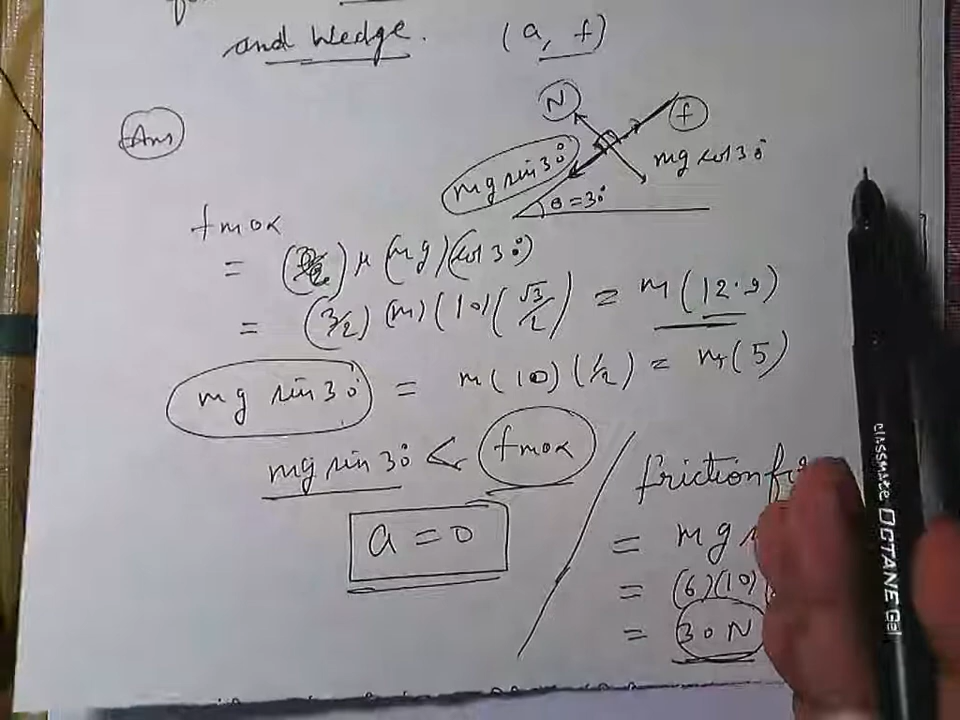 and Wedge. (a, f)
Ans
N
f
mg sin 30°
mg cos 30°
θ = 30°
fmax
= μ (mg) (cos 30°)
= (3/2) (m) (10) (√3/2) = m (12.9)
mg sin 30° = m (10) (1/2) = m (5)
mg sin 30° < fmax
a = 0
friction
= mg
= (6)(10)
= 30 N
classmate OCTANE Gel